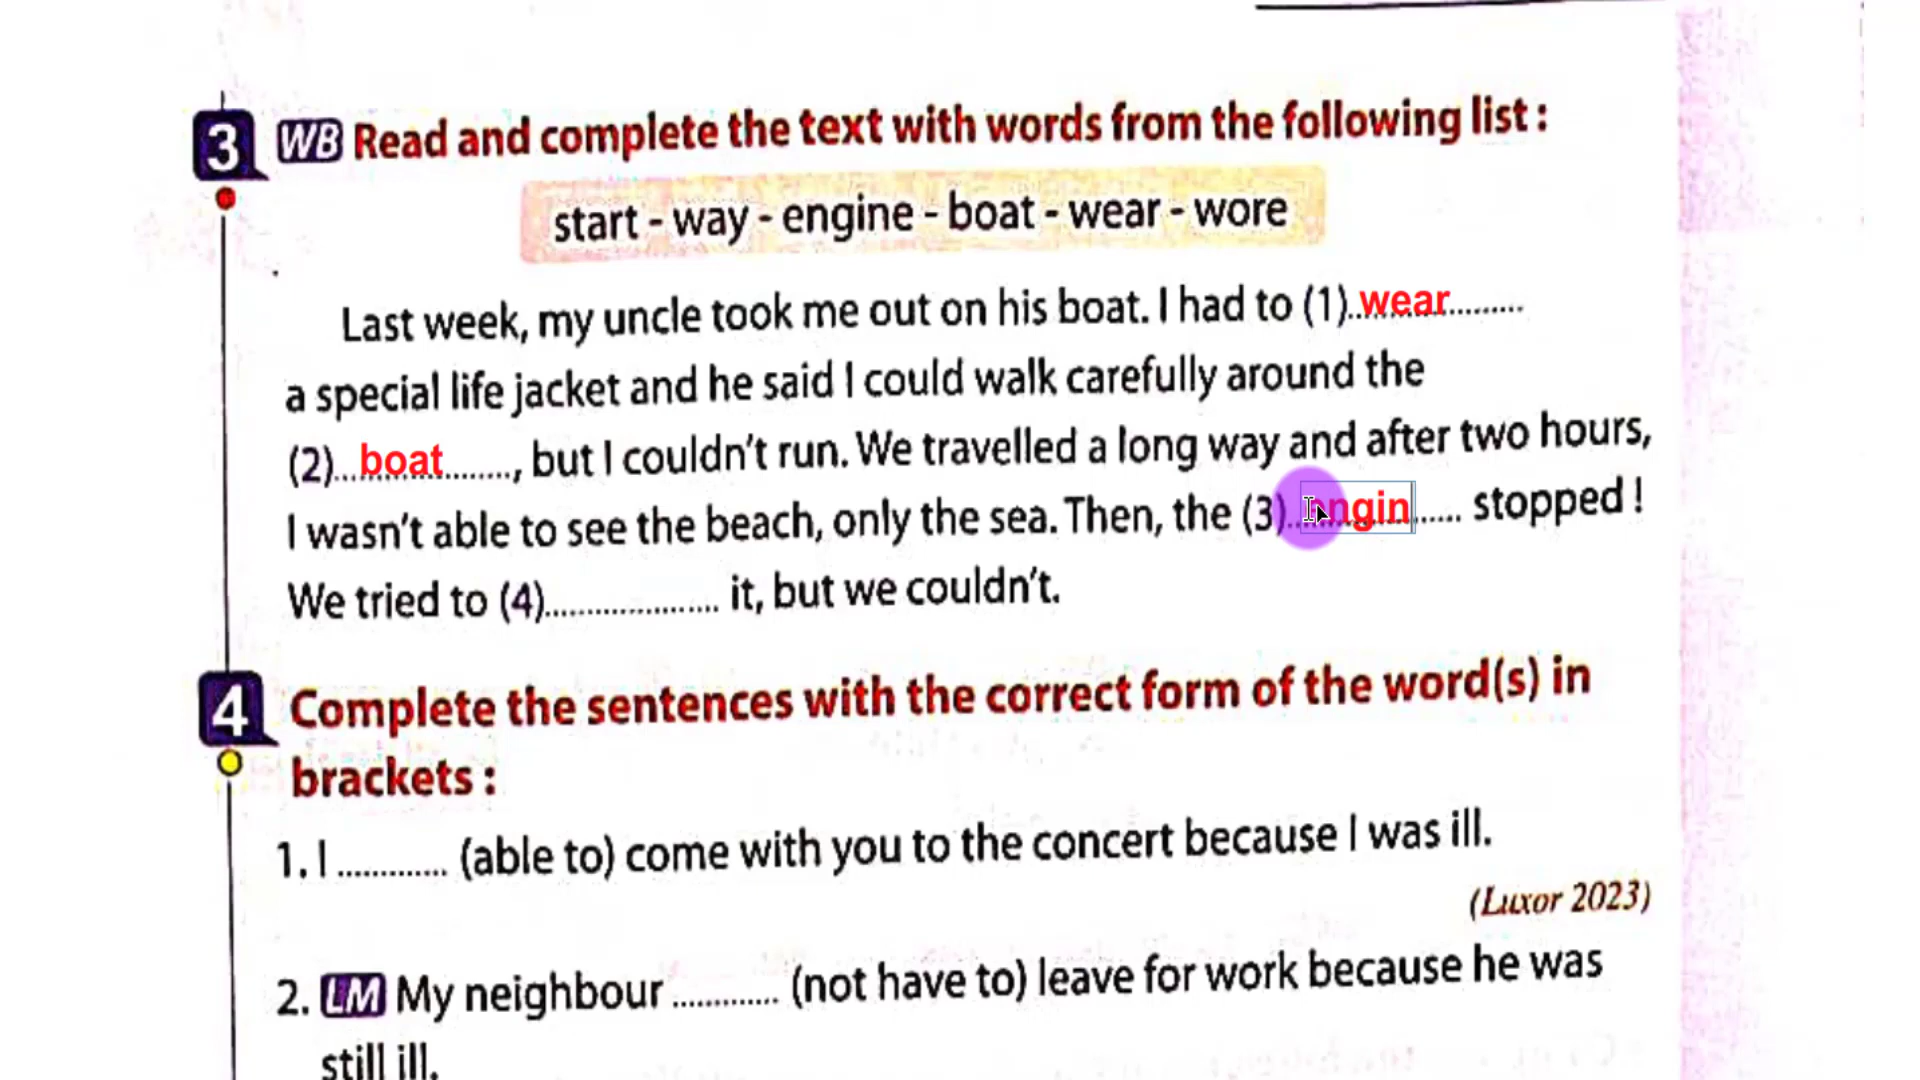 3 WB Read and complete the text with words from the following list :
start - way - engine - boat - wear - wore
Last week, my uncle took me out on his boat. I had to (1)..wear.........
a special life jacket and he said I could walk carefully around the
(2)...boat........, but I couldn't run. We travelled a long way and after two hours,
I wasn't able to see the beach, only the sea. Then, the (3)..engin...... stopped !
We tried to (4).................... it, but we couldn't.
4 Complete the sentences with the correct form of the word(s) in
brackets :
1. I ............. (able to) come with you to the concert because I was ill.
(Luxor 2023)
2. LM My neighbour ............. (not have to) leave for work because he was
still ill.